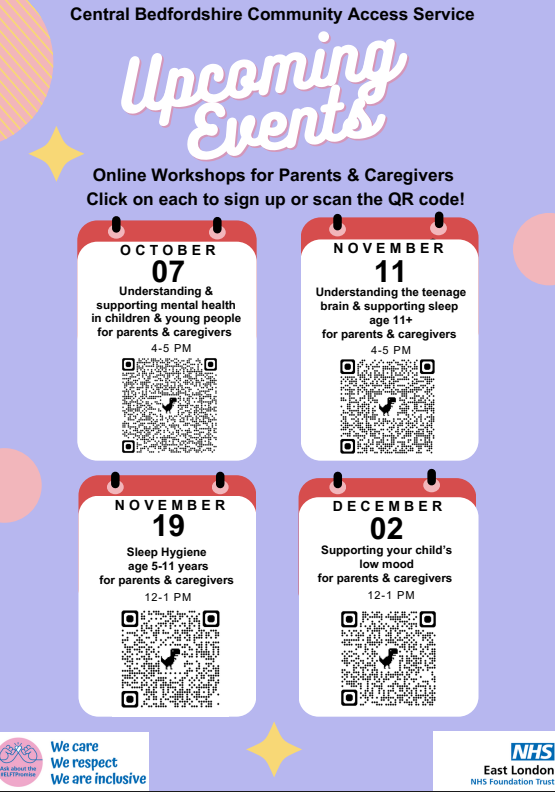 Central Bedfordshire Community Access Service
Upcoming
Events
Online Workshops for Parents & Caregivers
Click on each to sign up or scan the QR code!
OCTOBER
07
Understanding &
supporting mental health
in children & young people
for parents & caregivers
4-5 PM
NOVEMBER
11
Understanding the teenage
brain & supporting sleep
age 11+
for parents & caregivers
4-5 PM
NOVEMBER
19
Sleep Hygiene
age 5-11 years
for parents & caregivers
12-1 PM
DECEMBER
02
Supporting your child's
low mood
for parents & caregivers
12-1 PM
Ask about the
#ELFTPromise
We care
We respect
We are inclusive
NHS
East London
NHS Foundation Trust